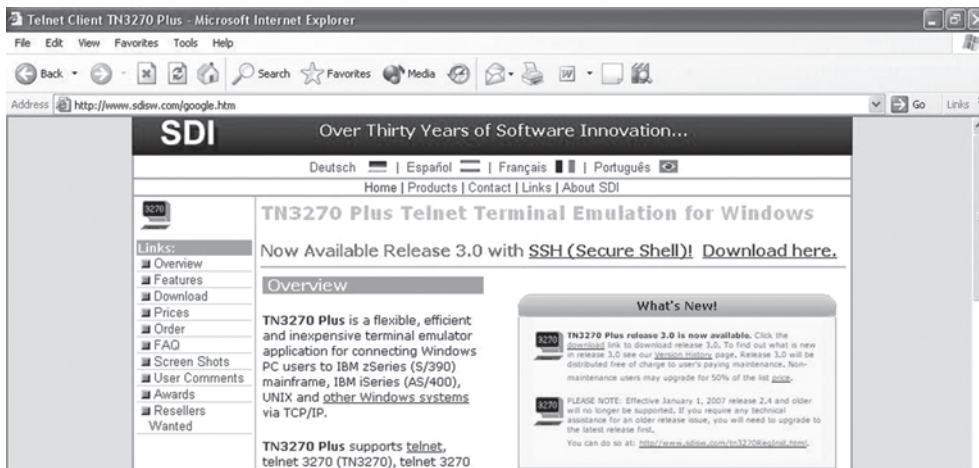 Telnet Client TN3270 Plus - Microsoft Internet Explorer
File Edit View Favorites Tools Help
Back Search Favorites Media
Address http://www.sdisw.com/google.htm Go Links
SDI Over Thirty Years of Software Innovation...
Deutsch | Español | Français | Português
Home | Products | Contact | Links | About SDI
3270
TN3270 Plus Telnet Terminal Emulation for Windows
Now Available Release 3.0 with SSH (Secure Shell)! Download here.
Links:
Overview
Features
Download
Prices
Order
FAQ
Screen Shots
User Comments
Awards
Resellers
Wanted
Overview
TN3270 Plus is a flexible, efficient
and inexpensive terminal emulator
application for connecting Windows
PC users to IBM zSeries (S/390)
mainframe, IBM iSeries (AS/400),
UNIX and other Windows systems
via TCP/IP.
TN3270 Plus supports telnet,
telnet 3270 (TN3270), telnet 3270
What's New!
3270
TN3270 Plus release 3.0 is now available. Click the
download link to download release 3.0. To find out what is new
in release 3.0 see our Version History page. Release 3.0 will be
distributed free of charge to user's paying maintenance. Non-
maintenance users may upgrade for 50% of the list price.
3270
PLEASE NOTE: Effective January 1, 2007 release 2.4 and older
will no longer be supported. If you require any technical
assistance for an older release issue, you will need to upgrade to
the latest release first.
You can do so at: http//www.sdisw.com/tn3270RegInil.html.